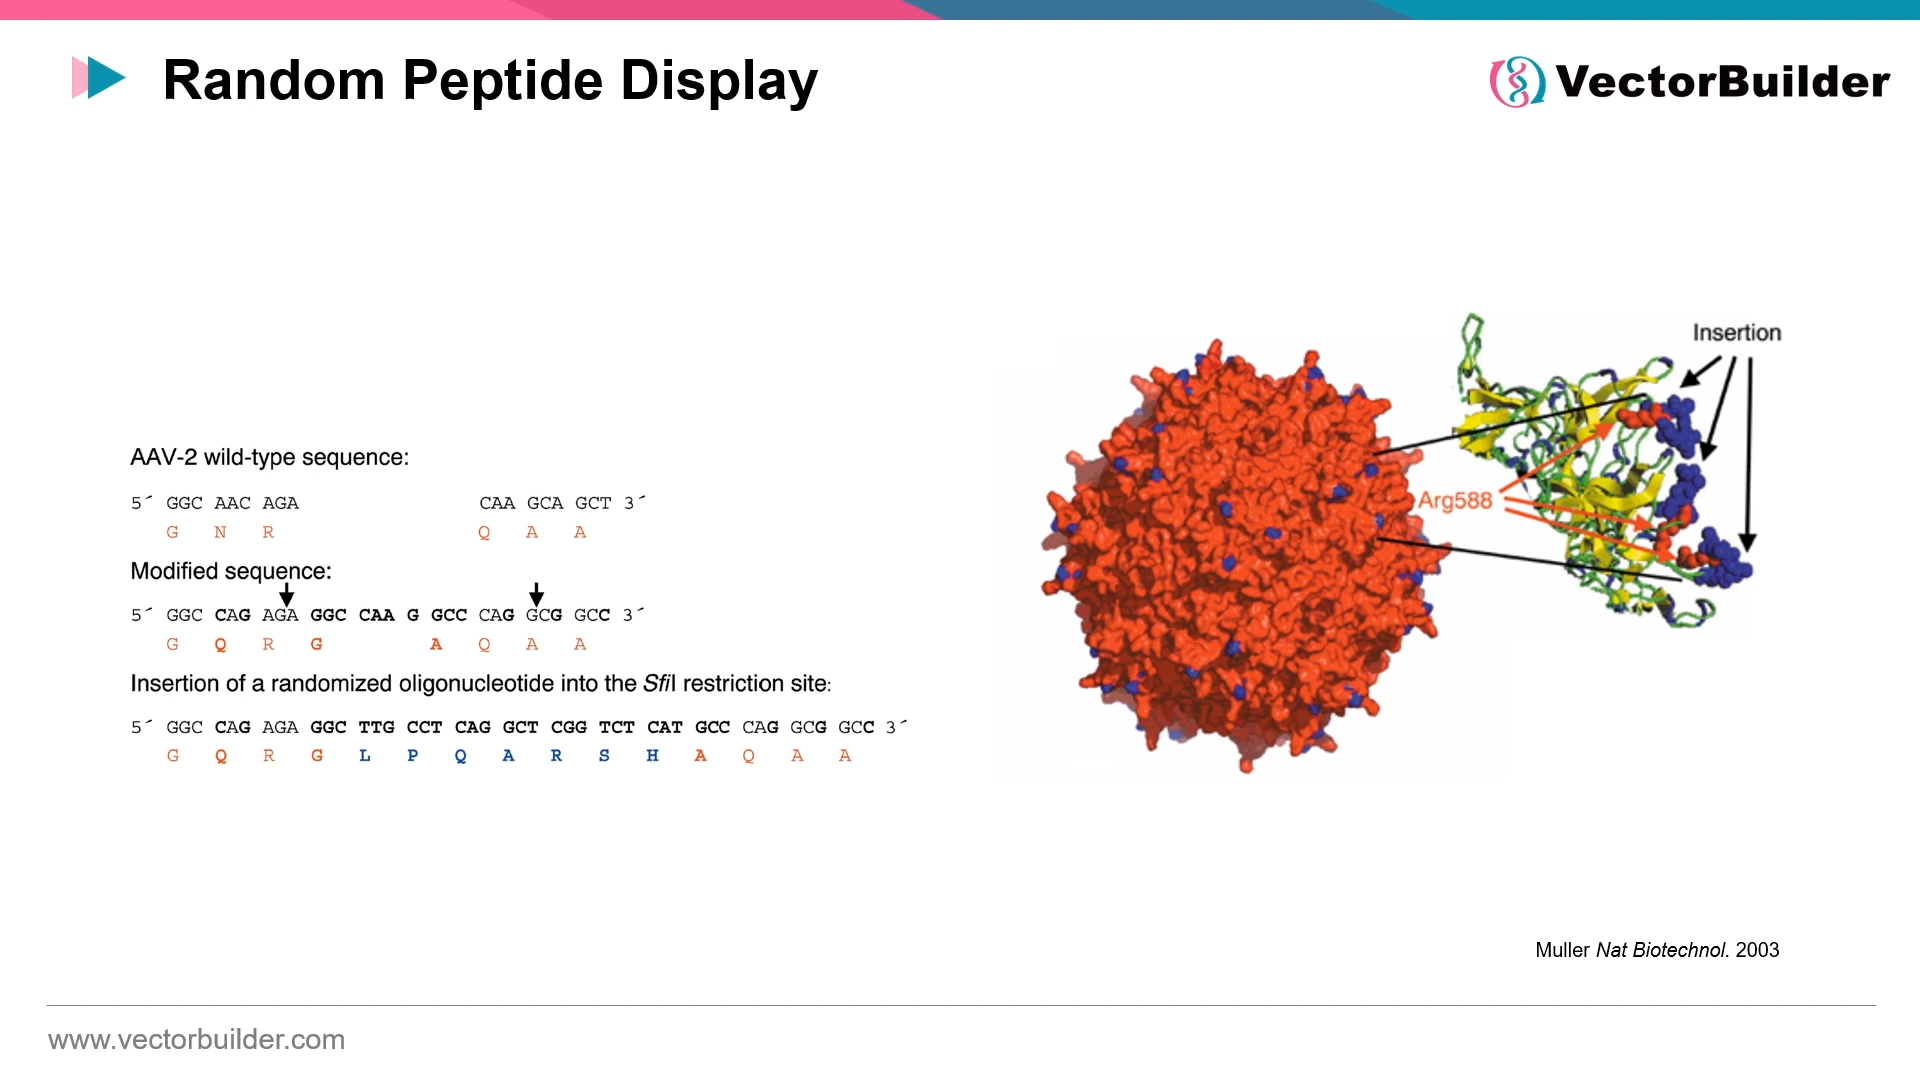 Random Peptide Display
VectorBuilder
AAV-2 wild-type sequence:
5´ GGC AAC AGA CAA GCA GCT 3´
G N R Q A A
Modified sequence:
5´ GGC CAG AGA GGC CAA G GCC CAG GCG GCC 3´
G Q R G A Q A A
Insertion of a randomized oligonucleotide into the SfiI restriction site:
5´ GGC CAG AGA GGC TTG CCT CAG GCT CGG TCT CAT GCC CAG GCG GCC 3´
G Q R G L P Q A R S H A Q A A
Insertion
Arg588
Muller Nat Biotechnol. 2003
www.vectorbuilder.com